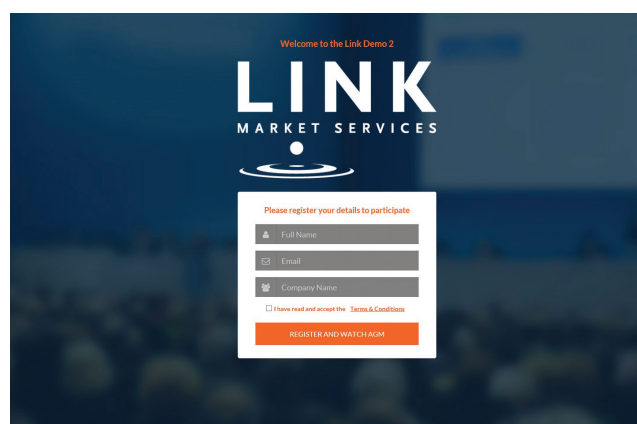 Welcome to the Link Demo 2
LINK
MARKET SERVICES
Please register your details to participate
Full Name
Email
Company Name
I have read and accept the Terms & Conditions
REGISTER AND WATCH AGM